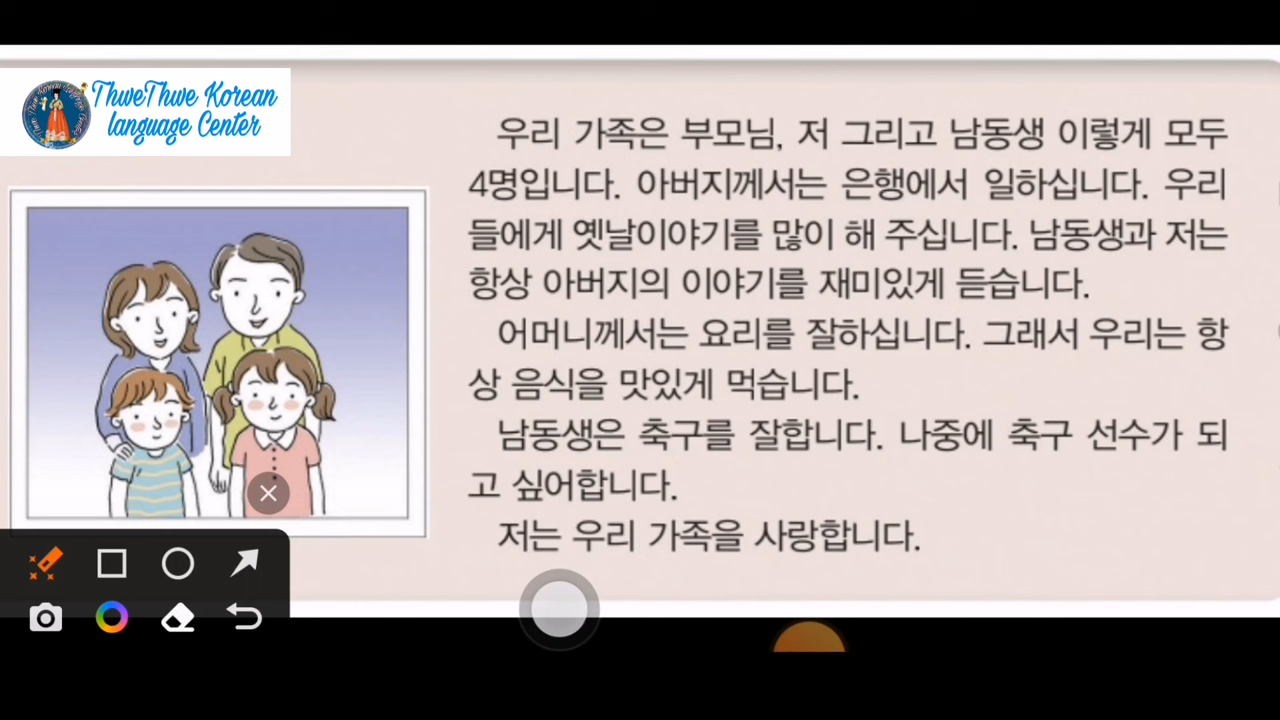 ThweThwe Korean
language Center
우리 가족은 부모님, 저 그리고 남동생 이렇게 모두
4명입니다. 아버지께서는 은행에서 일하십니다. 우리
들에게 옛날이야기를 많이 해 주십니다. 남동생과 저는
항상 아버지의 이야기를 재미있게 듣습니다.
어머니께서는 요리를 잘하십니다. 그래서 우리는 항
상 음식을 맛있게 먹습니다.
남동생은 축구를 잘합니다. 나중에 축구 선수가 되
고 싶어합니다.
저는 우리 가족을 사랑합니다.